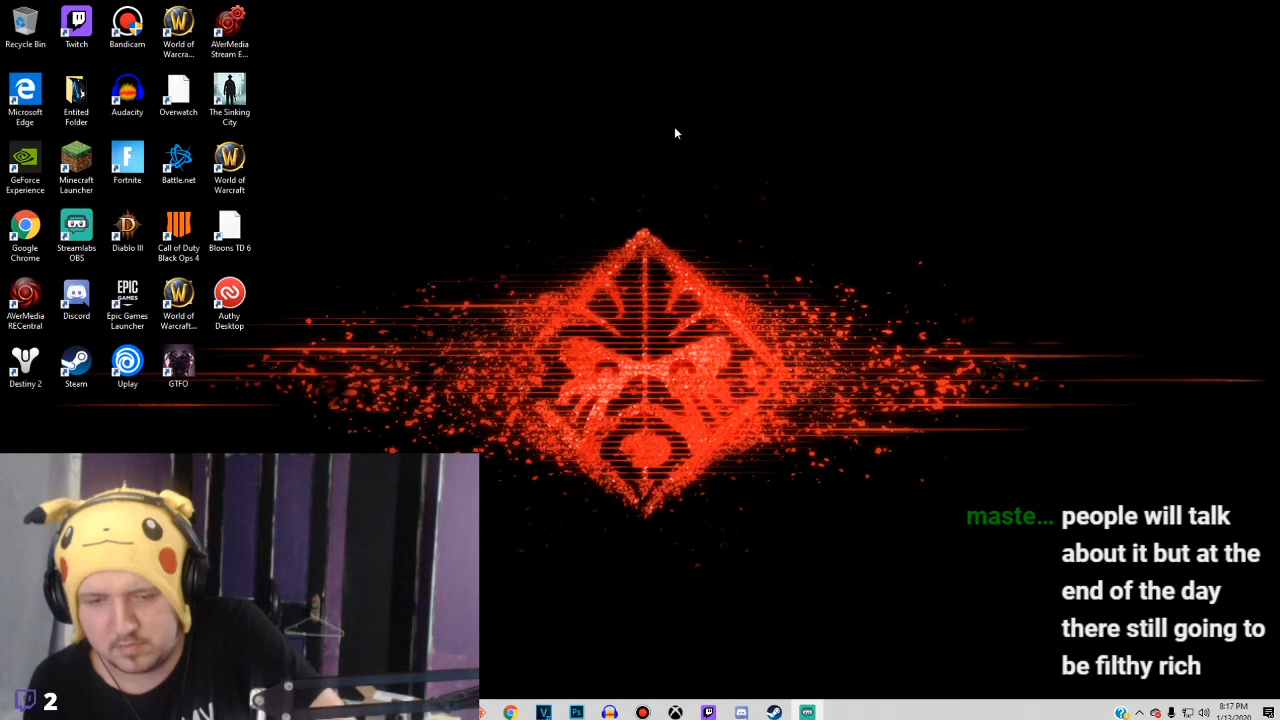 Recycle Bin
Twitch
Bandicam
World of Warcra...
AVerMedia Stream E...
Microsoft Edge
Entited Folder
Audacity
Overwatch
The Sinking City
GeForce Experience
Minecraft Launcher
Fortnite
Battle.net
World of Warcraft
Google Chrome
Streamlabs OBS
Diablo III
Call of Duty Black Ops 4
Bloons TD 6
AVerMedia RECentral
Discord
EPIC GAMES
Epic Games Launcher
World of Warcraft...
Authy Desktop
Destiny 2
Steam
Uplay
GTFO
maste... people will talk
about it but at the
end of the day
there still going to
be filthy rich
2
8:17 PM
1/13/2020